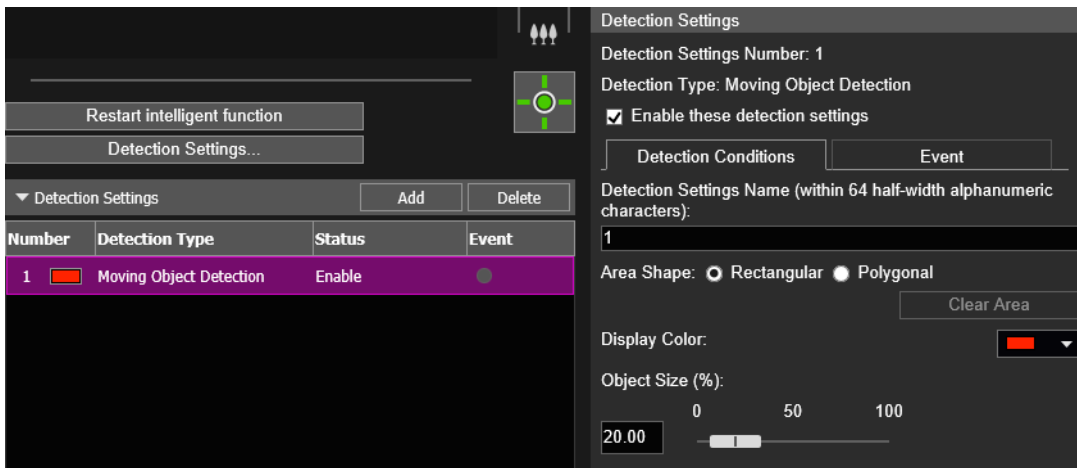 Restart intelligent function
Detection Settings...
Detection Settings
Add
Delete
Number Detection Type Status Event
1 Moving Object Detection Enable
Detection Settings
Detection Settings Number: 1
Detection Type: Moving Object Detection
Enable these detection settings
Detection Conditions
Event
Detection Settings Name (within 64 half-width alphanumeric
characters):
1
Area Shape: Rectangular Polygonal
Clear Area
Display Color:
Object Size (%):
0 50 100
20.00